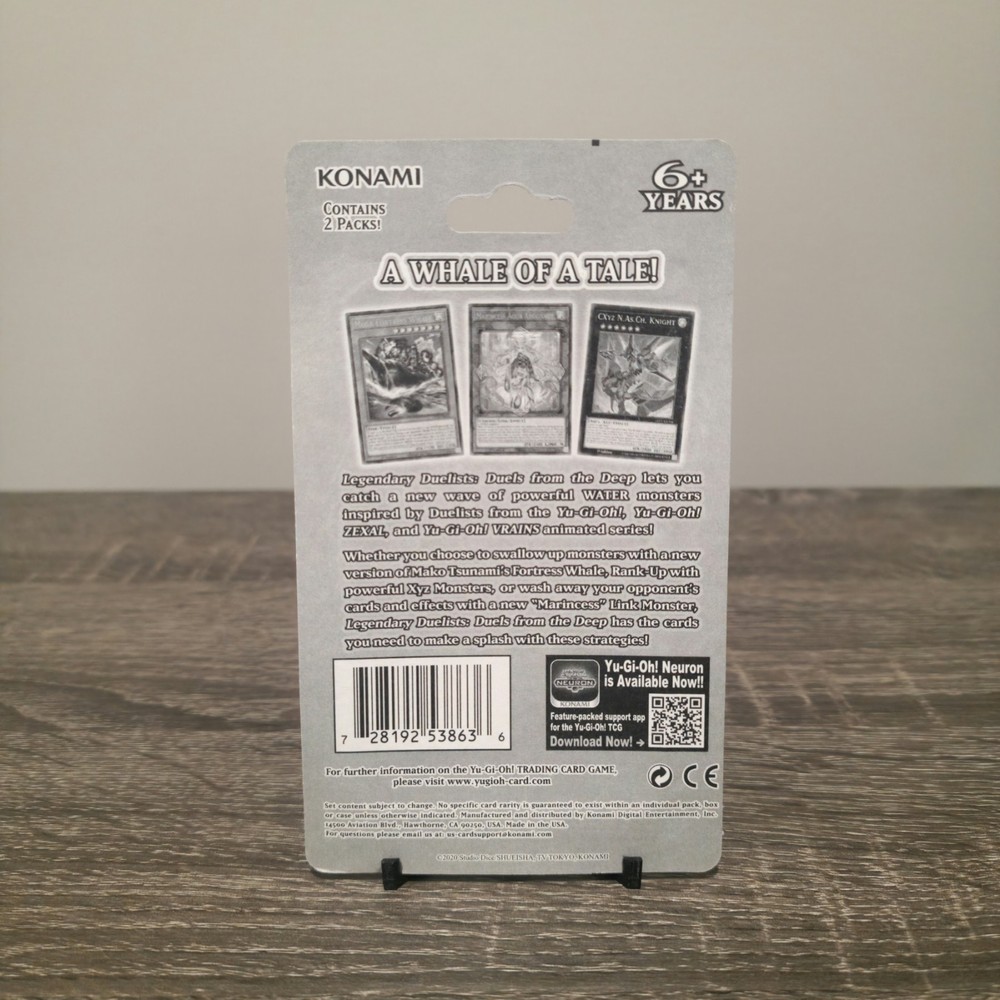 KONAMI
6+
YEARS
CONTAINS
2 PACKS!
A WHALE OF A TALE!
CXyz N.As.Ch. Knight
Legendary Duelists: Duels from the Deep lets you
catch a new wave of powerful WATER monsters
inspired by Duelists from the Yu-Gi-Oh!, Yu-Gi-Oh!
ZEXAL, and Yu-Gi-Oh! VRAINS animated series!
Whether you choose to swallow up monsters with a new
version of Mako Tsunami's Fortress Whale, Rank-Up with
powerful Xyz Monsters, or wash away your opponent's
cards and effects with a new "Marincess" Link Monster,
Legendary Duelists: Duels from the Deep has the cards
you need to make a splash with these strategies!
7 28192 53863 6
NEURON
KONAMI
Yu-Gi-Oh! Neuron
is Available Now!!
Feature-packed support app
for the Yu-Gi-Oh! TCG
Download Now! →
For further information on the Yu-Gi-Oh! TRADING CARD GAME,
please visit www.yugioh-card.com
CE
Set content subject to change. No specific card rarity is guaranteed to exist within an individual pack, box
or case unless otherwise indicated. Manufactured and distributed by Konami Digital Entertainment, Inc.
14500 Aviation Blvd., Hawthorne, CA 90250, USA. Made in the USA.
For questions please email us at: us-cardsupport@konami.com
©2020 Studio Dice/SHUEISHA, TV TOKYO, KONAMI